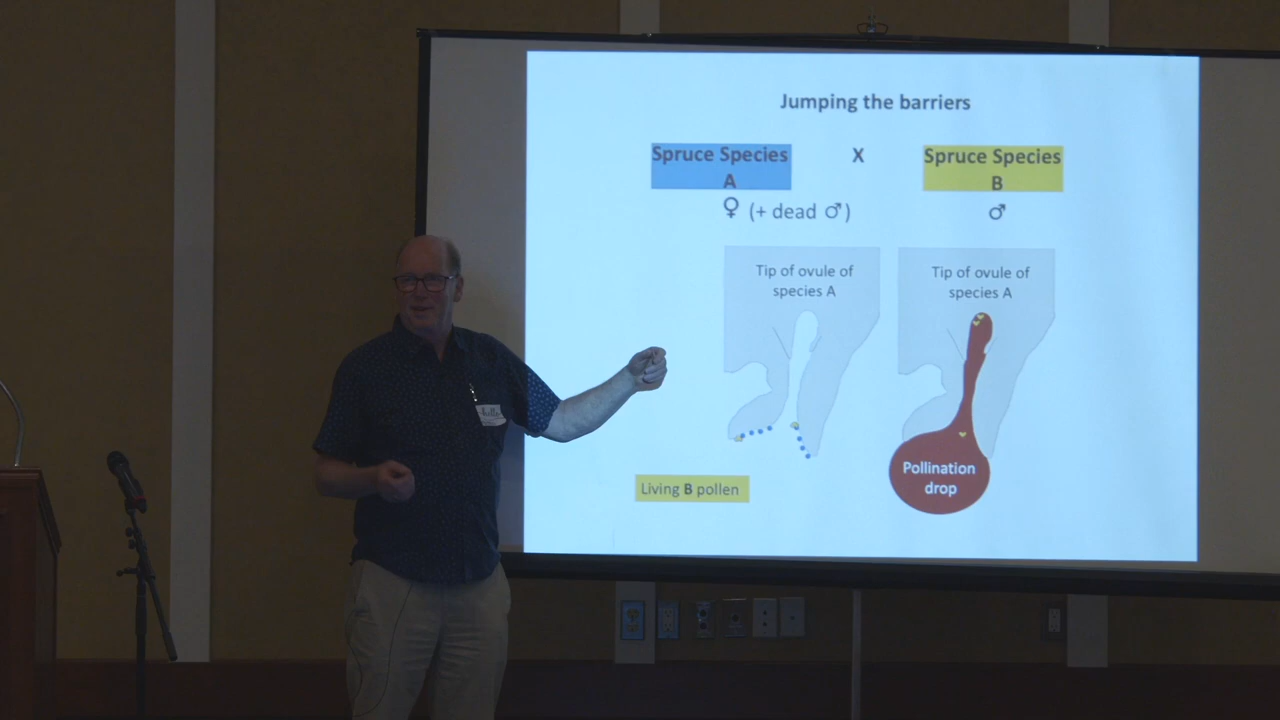 Jumping the barriers
Spruce Species
A
X
Spruce Species
B
♀ (+ dead ♂)
♂
Tip of ovule of
species A
Tip of ovule of
species A
Pollination
drop
Living B pollen
hello